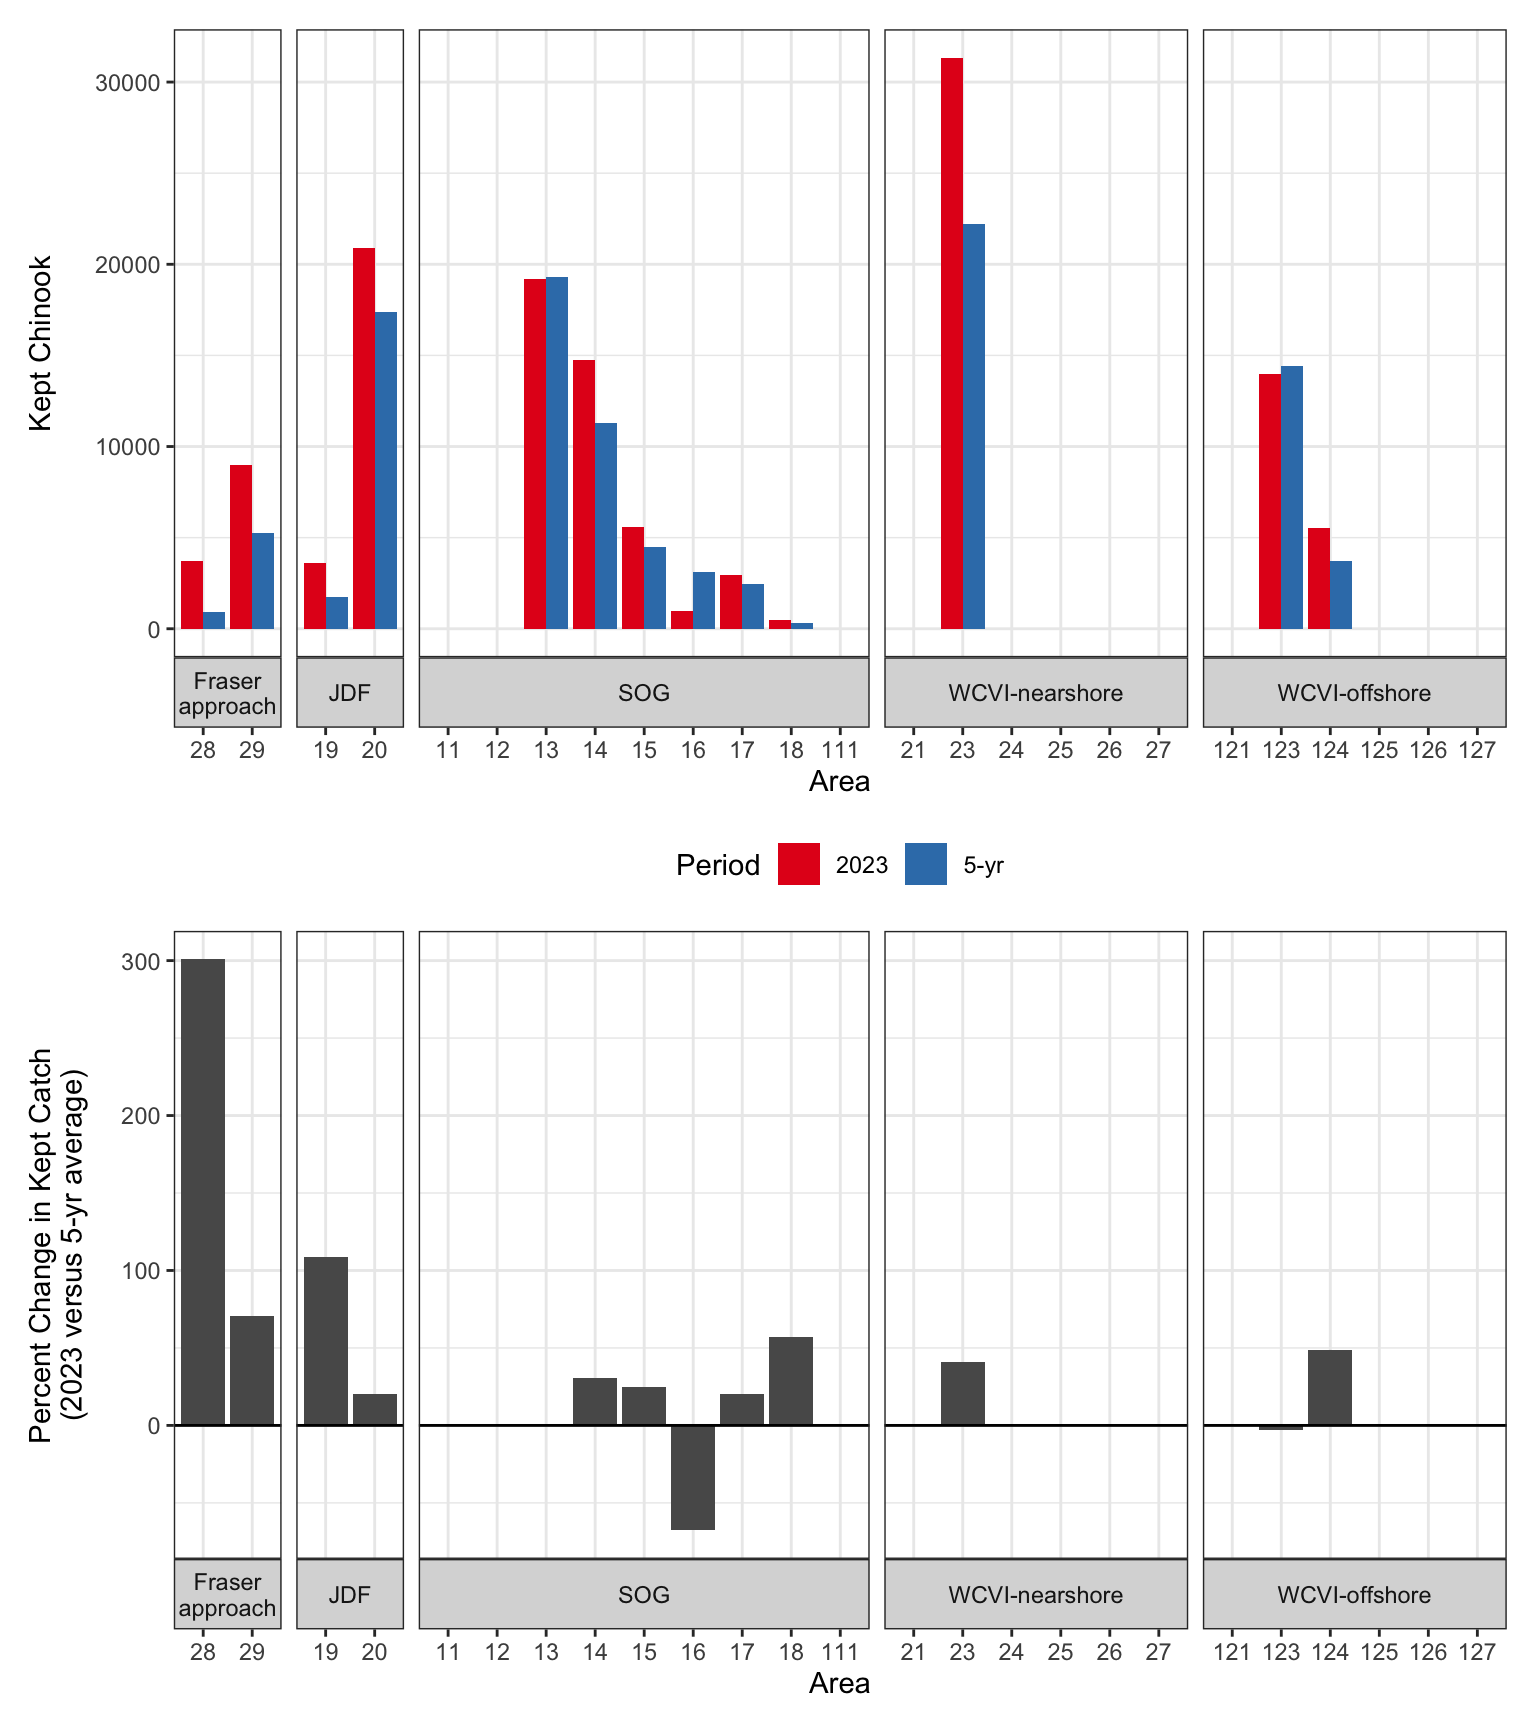 30000
20000
10000
0
Kept Chinook
Fraser
approach
JDF
SOG
WCVI-nearshore
WCVI-offshore
28 29 19 20 11 12 13 14 15 16 17 18 111 21 23 24 25 26 27 121 123 124 125 126 127
Area
Period 2023 5-yr
300
200
100
0
Percent Change in Kept Catch
(2023 versus 5-yr average)
Fraser
approach
JDF
SOG
WCVI-nearshore
WCVI-offshore
28 29 19 20 11 12 13 14 15 16 17 18 111 21 23 24 25 26 27 121 123 124 125 126 127
Area